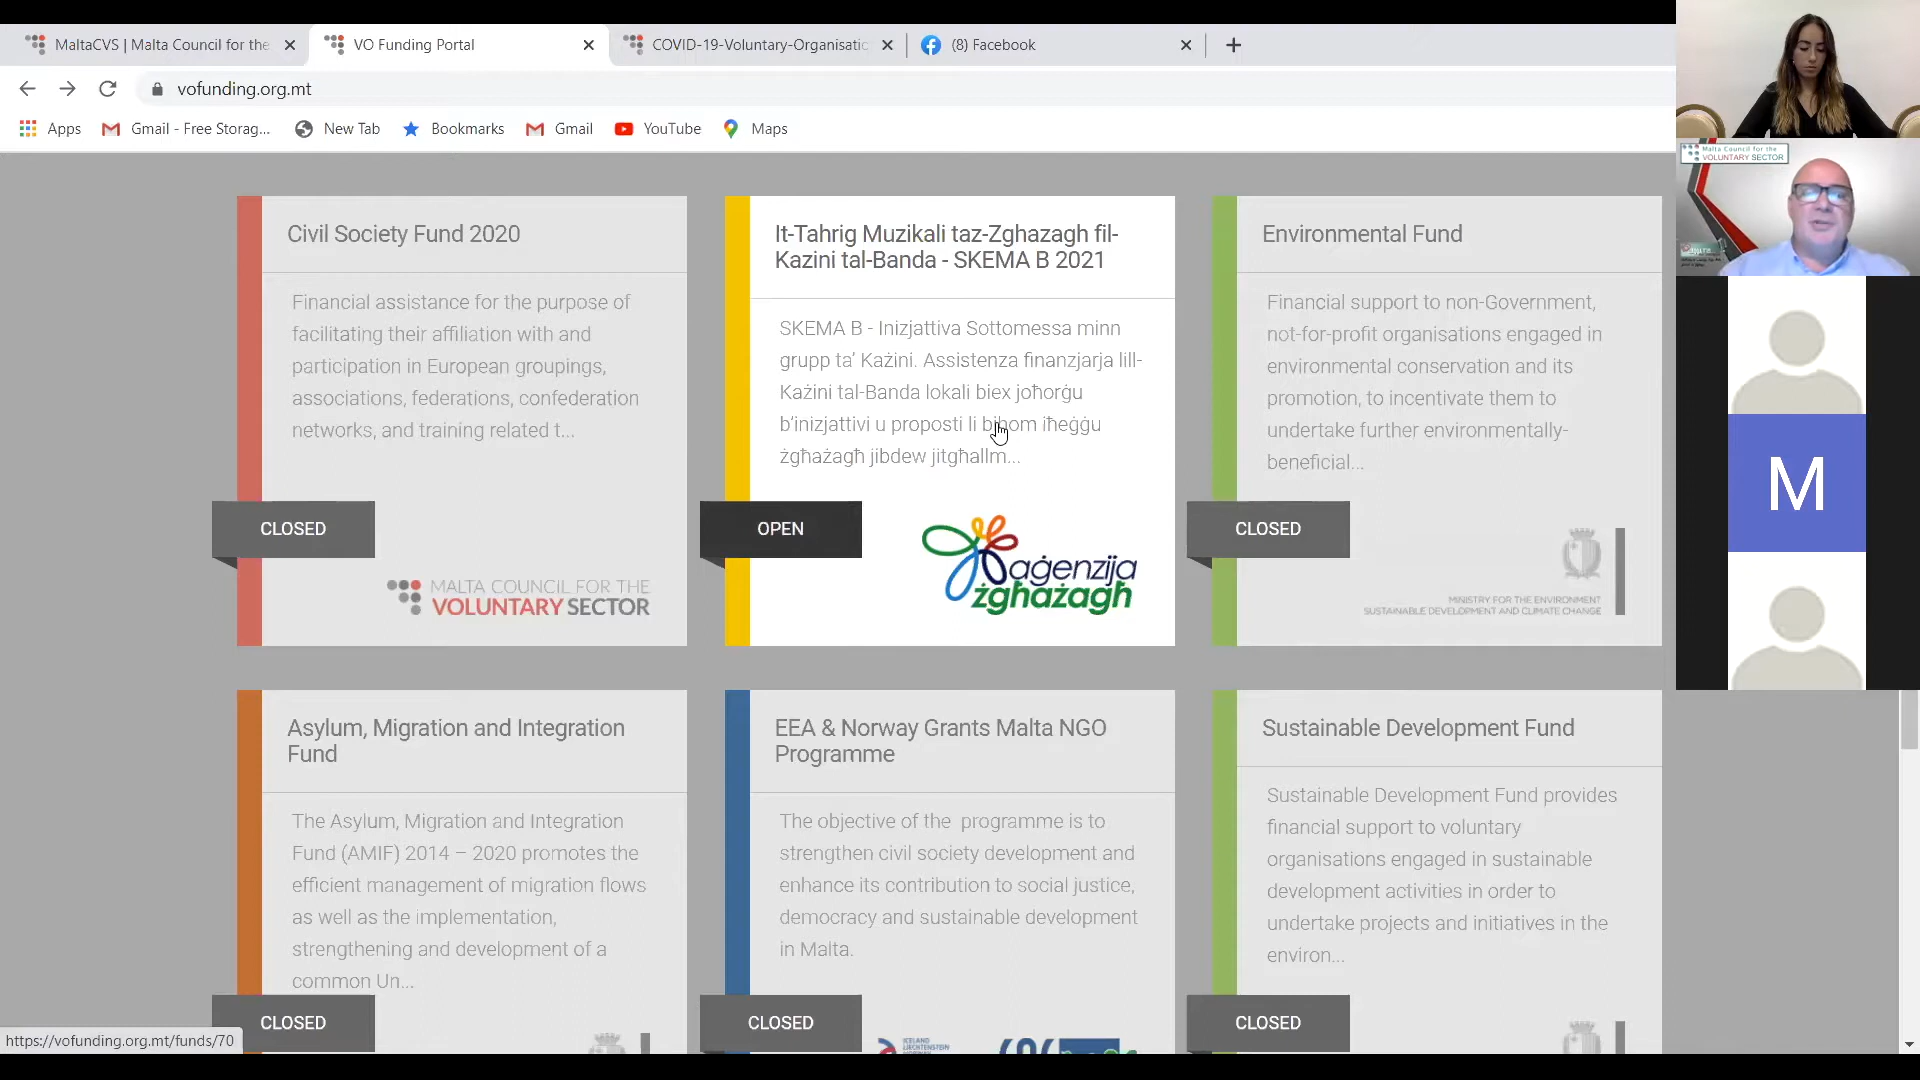 MaltaCVS | Malta Council for the
VO Funding Portal
COVID-19-Voluntary-Organisatic
(8) Facebook
vofunding.org.mt
Apps
Gmail - Free Storag...
New Tab
Bookmarks
Gmail
YouTube
Maps
Malta Council for the
VOLUNTARY SECTOR
M
Civil Society Fund 2020
Financial assistance for the purpose of
facilitating their affiliation with and
participation in European groupings,
associations, federations, confederation
networks, and training related t...
CLOSED
MALTA COUNCIL FOR THE
VOLUNTARY SECTOR
It-Tahrig Muzikali taz-Zghazagh fil-
Kazini tal-Banda - SKEMA B 2021
SKEMA B - Inizjattiva Sottomessa minn
grupp ta’ Każini. Assistenza finanzjarja lill-
Każini tal-Banda lokali biex joħorġu
b’inizjattivi u proposti li bihom iħeġġu
żgħażagħ jibdew jitgħallm...
OPEN
aġenzija
żgħażagħ
Environmental Fund
Financial support to non-Government,
not-for-profit organisations engaged in
environmental conservation and its
promotion, to incentivate them to
undertake further environmentally-
beneficial...
CLOSED
MINISTRY FOR THE ENVIRONMENT
SUSTAINABLE DEVELOPMENT AND CLIMATE CHANGE
Asylum, Migration and Integration
Fund
The Asylum, Migration and Integration
Fund (AMIF) 2014 – 2020 promotes the
efficient management of migration flows
as well as the implementation,
strengthening and development of a
common Un...
CLOSED
EEA & Norway Grants Malta NGO
Programme
The objective of the programme is to
strengthen civil society development and
enhance its contribution to social justice,
democracy and sustainable development
in Malta.
CLOSED
ICELAND
LIECHTENSTEIN
Sustainable Development Fund
Sustainable Development Fund provides
financial support to voluntary
organisations engaged in sustainable
development activities in order to
undertake projects and initiatives in the
environ...
CLOSED
https://vofunding.org.mt/funds/70